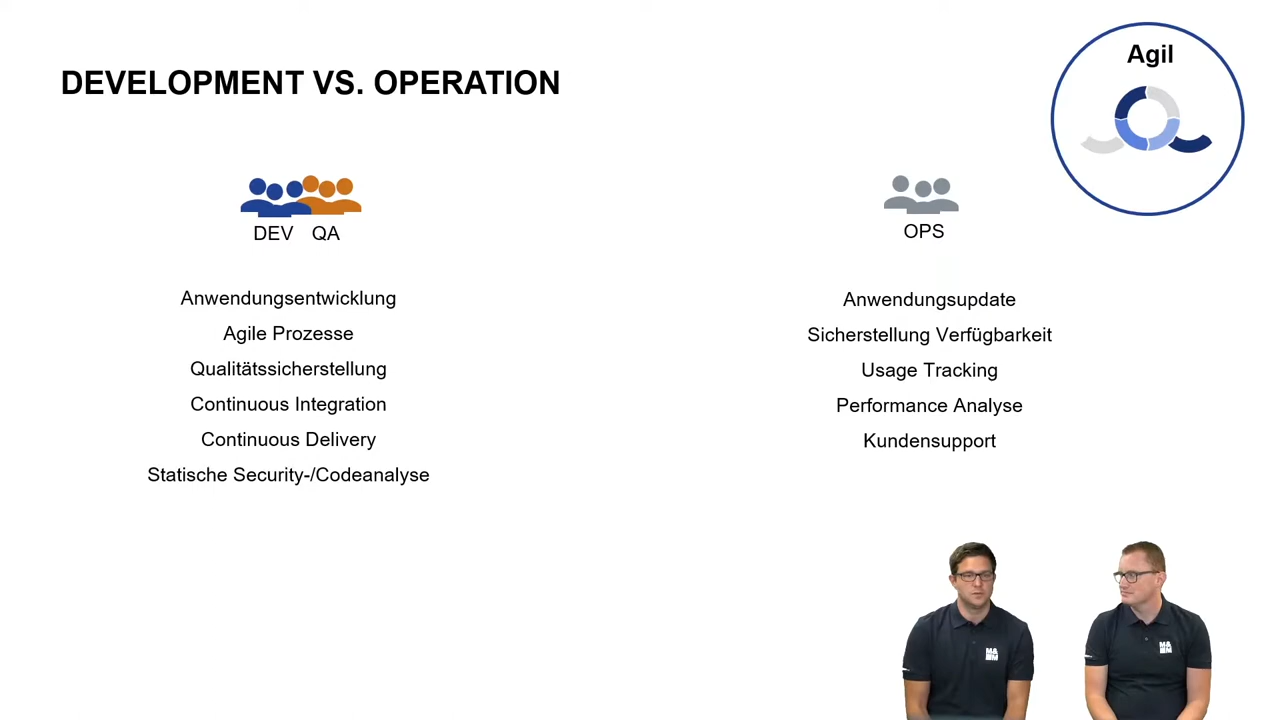 DEVELOPMENT VS. OPERATION
Agil
DEV QA
OPS
Anwendungsentwicklung
Agile Prozesse
Qualitätssicherstellung
Continuous Integration
Continuous Delivery
Statische Security-/Codeanalyse
Anwendungsupdate
Sicherstellung Verfügbarkeit
Usage Tracking
Performance Analyse
Kundensupport
M&
M
M&
M